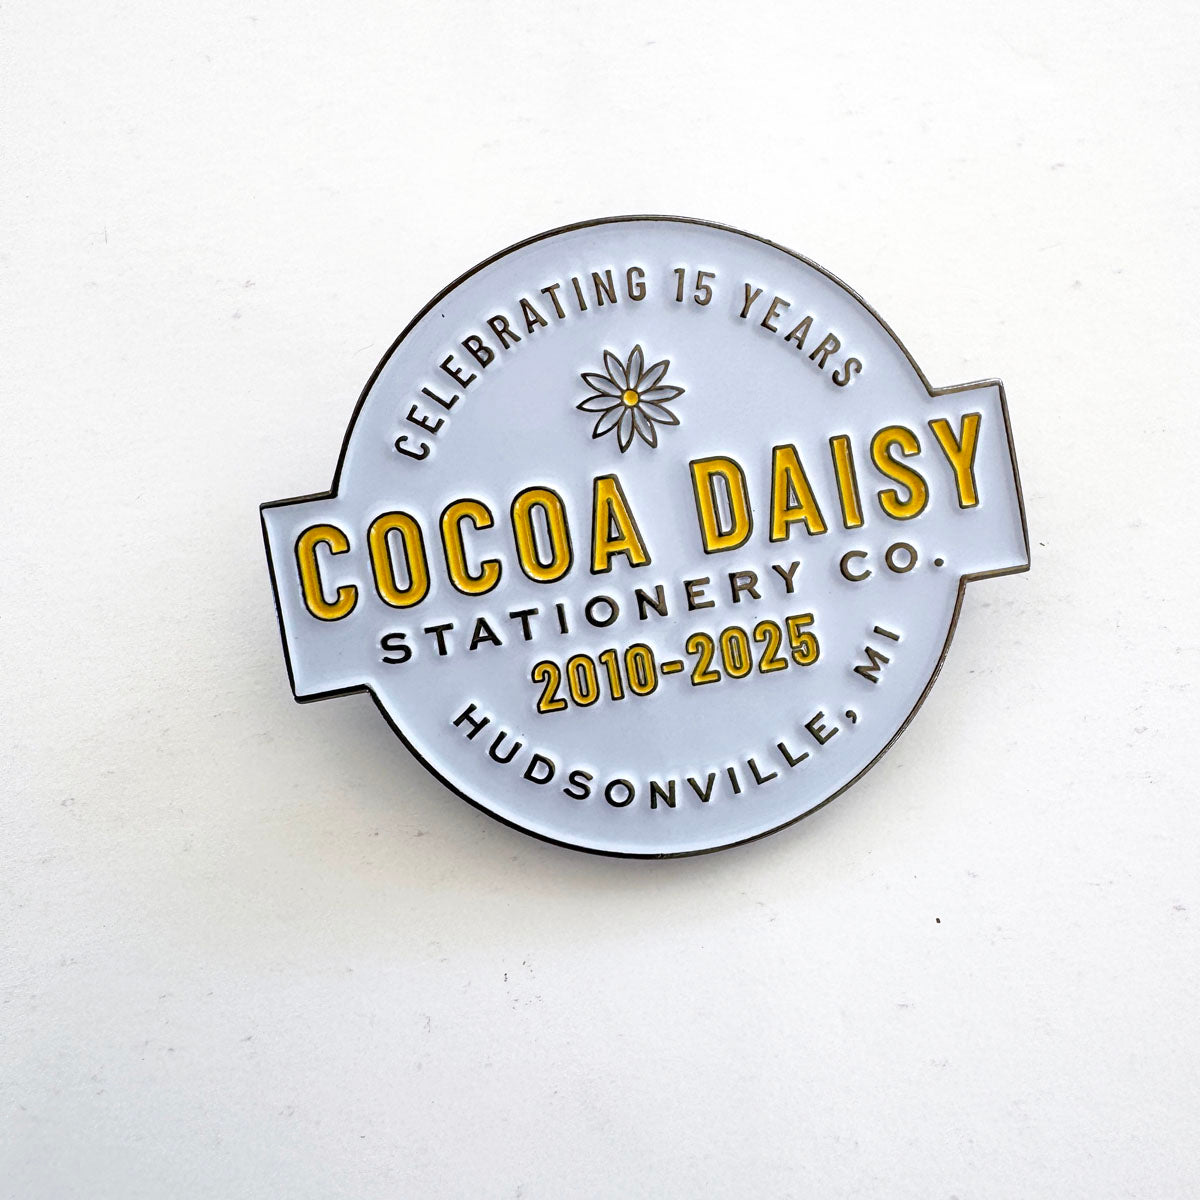 CELEBRATING 15 YEARS
COCOA DAISY
STATIONERY CO.
2010-2025
HUDSONVILLE, MI